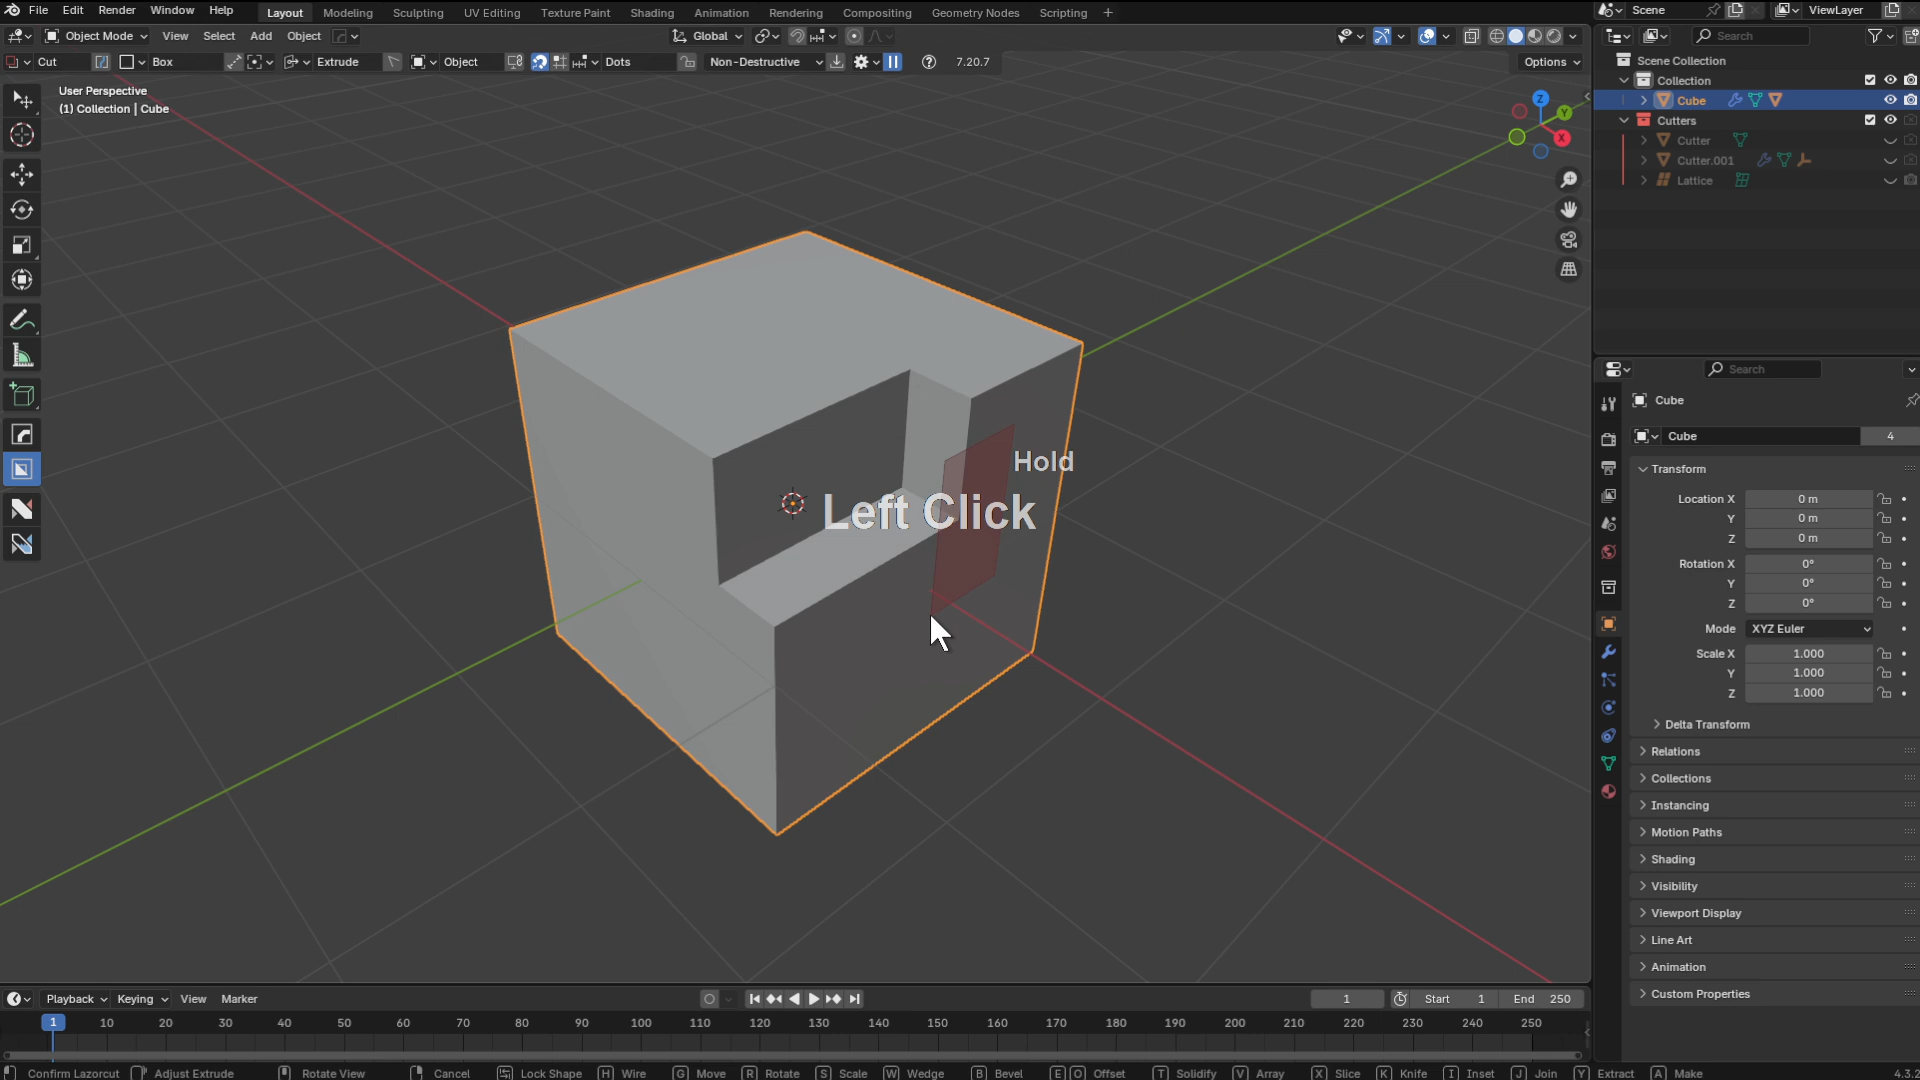 File Edit Render Window Help Layout Modeling Sculpting UV Editing Texture Paint Shading Animation Rendering Compositing Geometry Nodes Scripting + Scene ViewLayer
Object Mode View Select Add Object Global Search
Cut Box Extrude Object Dots Non-Destructive 7.20.7 Options
User Perspective
(1) Collection | Cube
Z
Y
X
Scene Collection
Collection
Cube
Cutters
Cutter
Cutter.001
Lattice
Hold
Left Click
Search
Cube
Cube 4
Transform
Location X 0 m
Y 0 m
Z 0 m
Rotation X 0°
Y 0°
Z 0°
Mode XYZ Euler
Scale X 1.000
Y 1.000
Z 1.000
Delta Transform
Relations
Collections
Instancing
Motion Paths
Shading
Visibility
Viewport Display
Line Art
Animation
Custom Properties
Playback Keying View Marker 1 Start 1 End 250
1 10 20 30 40 50 60 70 80 90 100 110 120 130 140 150 160 170 180 190 200 210 220 230 240 250
Confirm Lazorcut Adjust Extrude Rotate View Cancel Lock Shape H Wire G Move R Rotate S Scale W Wedge B Bevel E O Offset T Solidify V Array X Slice K Knife I Inset J Join Y Extract A Make 4.3.2